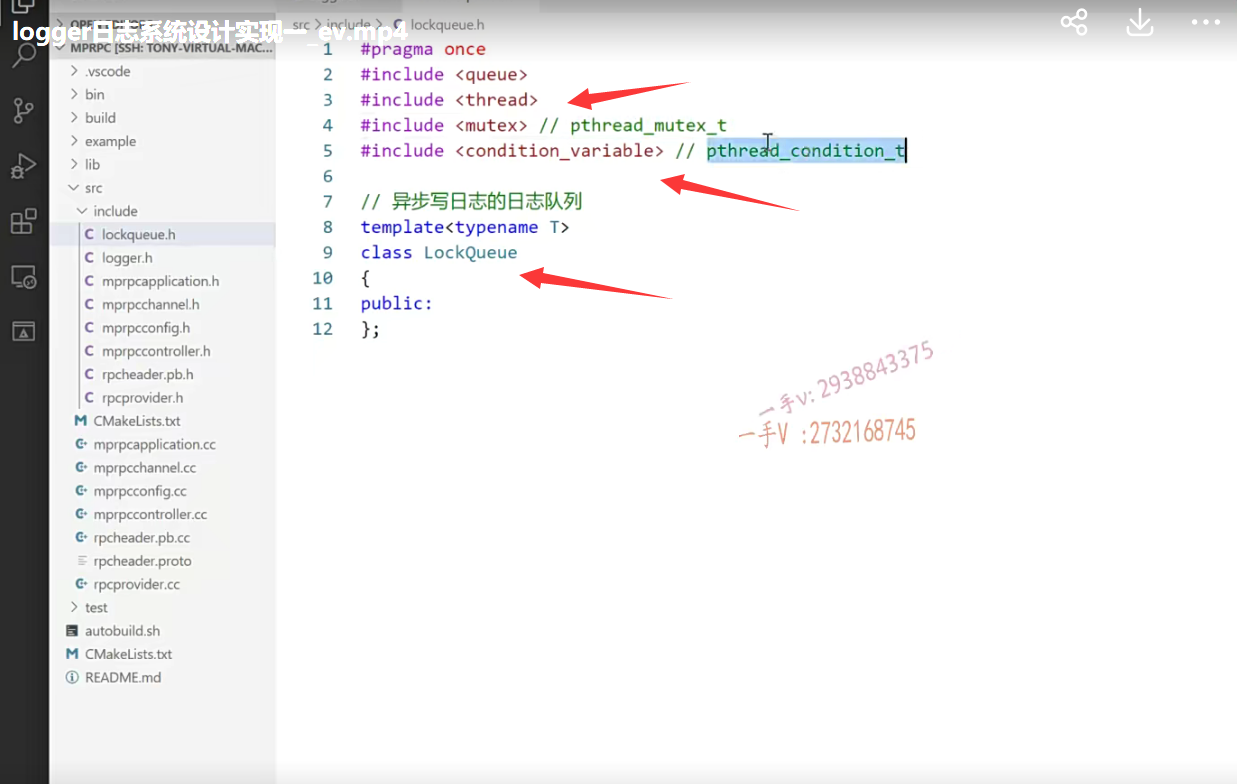 logger日志系统设计实现一_ev.mp4
MPRPC [SSH: TONY-VIRTUAL-MAC...
.vscode
bin
build
example
lib
src
include
lockqueue.h
logger.h
mprpcapplication.h
mprpcchannel.h
mprpcconfig.h
mprpccontroller.h
rpcheader.pb.h
rpcprovider.h
CMakeLists.txt
mprpcapplication.cc
mprpcchannel.cc
mprpcconfig.cc
mprpccontroller.cc
rpcheader.pb.cc
rpcheader.proto
rpcprovider.cc
test
autobuild.sh
CMakeLists.txt
README.md
src > include > C lockqueue.h
1 #pragma once
2 #include <queue>
3 #include <thread>
4 #include <mutex> // pthread_mutex_t
5 #include <condition_variable> // pthread_condition_t
6
7 // 异步写日志的日志队列
8 template<typename T>
9 class LockQueue
10 {
11 public:
12 };
一手v: 2938843375
一手V :2732168745